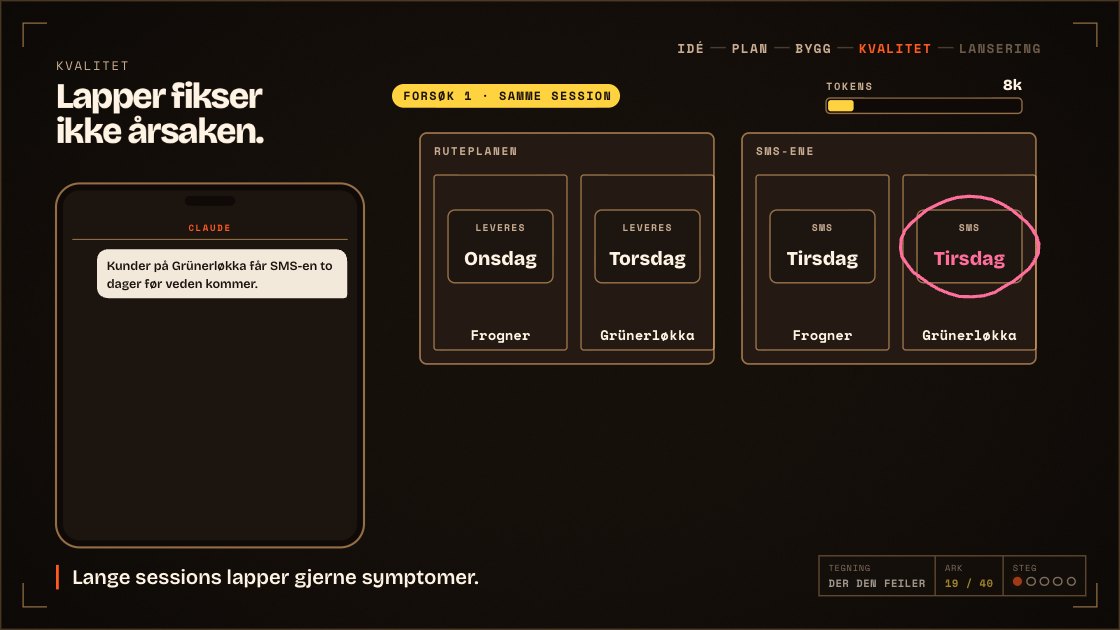 IDÉ — PLAN — BYGG — KVALITET — LANSERING
KVALITET
Lapper fikser
ikke årsaken.
FORSØK 1 · SAMME SESSION
TOKENS 8k
CLAUDE
Kunder på Grünerløkka får SMS-en to
dager før veden kommer.
RUTEPLANEN
LEVERES
Onsdag
Frogner
LEVERES
Torsdag
Grünerløkka
SMS-ENE
SMS
Tirsdag
Frogner
SMS
Tirsdag
Grünerløkka
Lange sessions lapper gjerne symptomer.
TEGNING
DER DEN FEILER
ARK
19 / 40
STEG